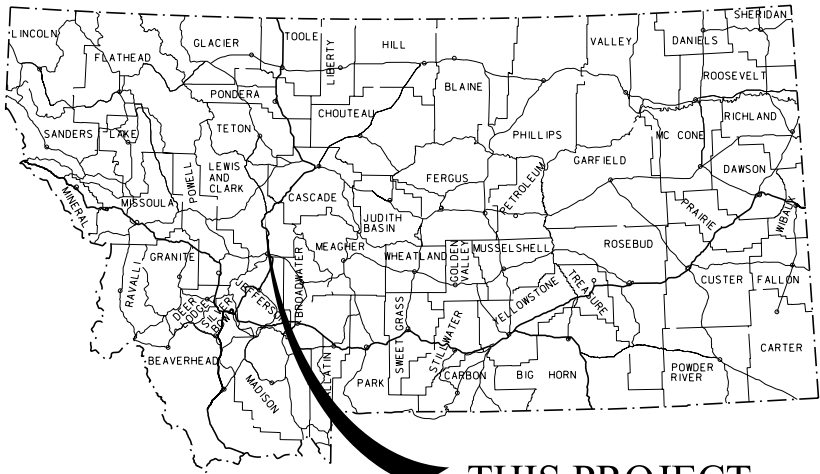 SHERIDAN
LINCOLN
GLACIER
TOOLE
LIBERTY
HILL
VALLEY
DANIELS
FLATHEAD
ROOSEVELT
PONDERA
BLAINE
CHOUTEAU
RICHLAND
SANDERS
LAKE
TETON
PHILLIPS
MC CONE
POWELL
LEWIS
AND
CLARK
GARFIELD
DAWSON
FERGUS
PETROLEUM
MINERAL
MISSOULA
CASCADE
JUDITH
BASIN
PRAIRIE
WIBAUX
MEAGHER
WHEATLAND
GOLDEN
VALLEY
MUSSELSHELL
ROSEBUD
GRANITE
BROADWATER
RAVALLI
JEFFERSON
YELLOWSTONE
TREASURE
CUSTER
FALLON
DEER
LODGE
SILVER
BOW
SWEET GRASS
STILLWATER
BEAVERHEAD
MADISON
PARK
CARBON
BIG HORN
POWDER
RIVER
CARTER
THIS PROJECT